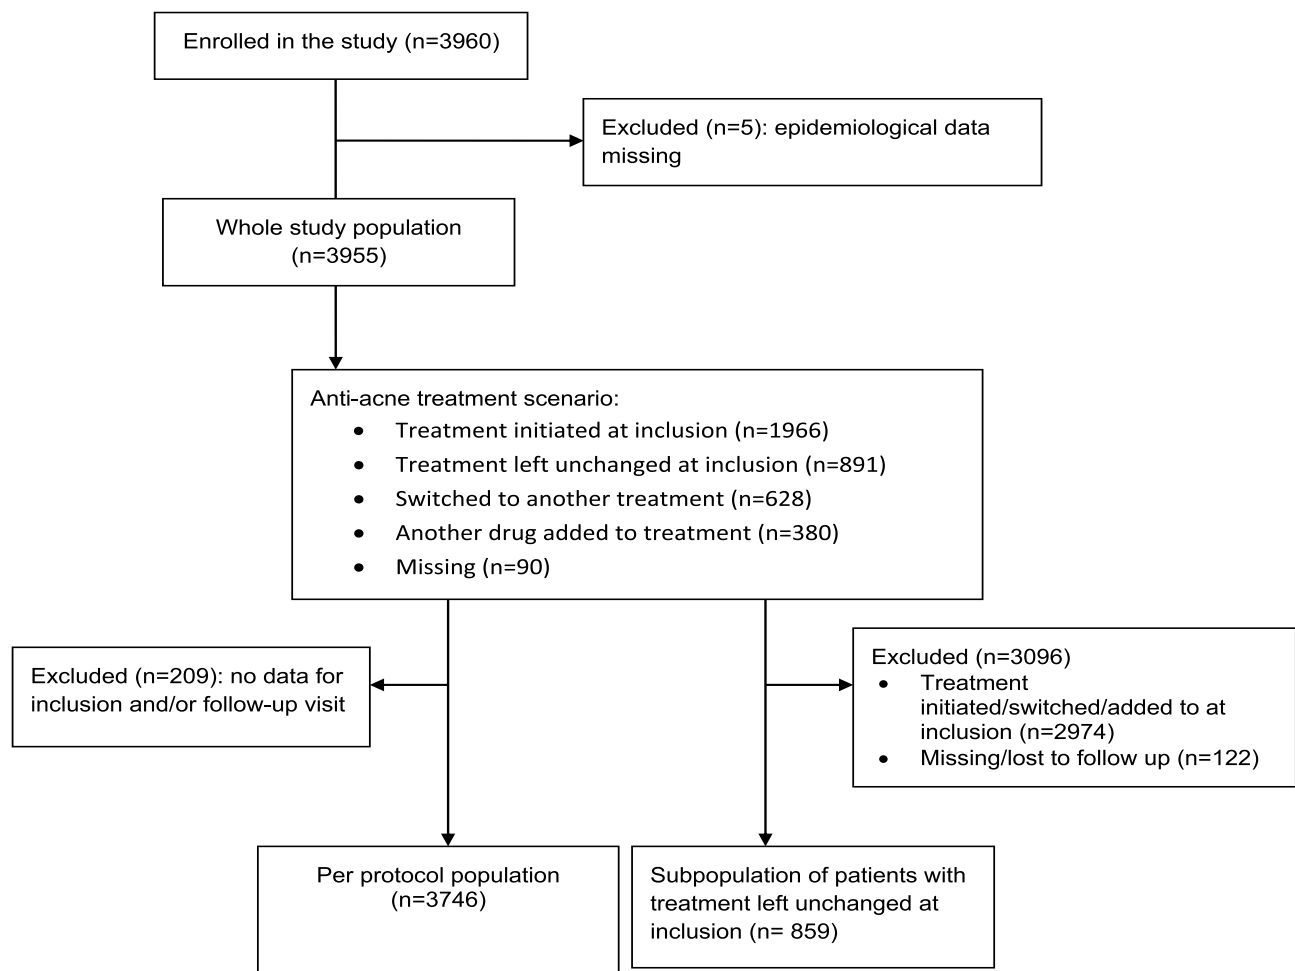 Enrolled in the study (n=3960)
Excluded (n=5): epidemiological data
missing
Whole study population
(n=3955)
Anti-acne treatment scenario:
• Treatment initiated at inclusion (n=1966)
• Treatment left unchanged at inclusion (n=891)
• Switched to another treatment (n=628)
• Another drug added to treatment (n=380)
• Missing (n=90)
Excluded (n=209): no data for
inclusion and/or follow-up visit
Excluded (n=3096)
• Treatment
initiated/switched/added to at
inclusion (n=2974)
• Missing/lost to follow up (n=122)
Per protocol population
(n=3746)
Subpopulation of patients with
treatment left unchanged at
inclusion (n= 859)